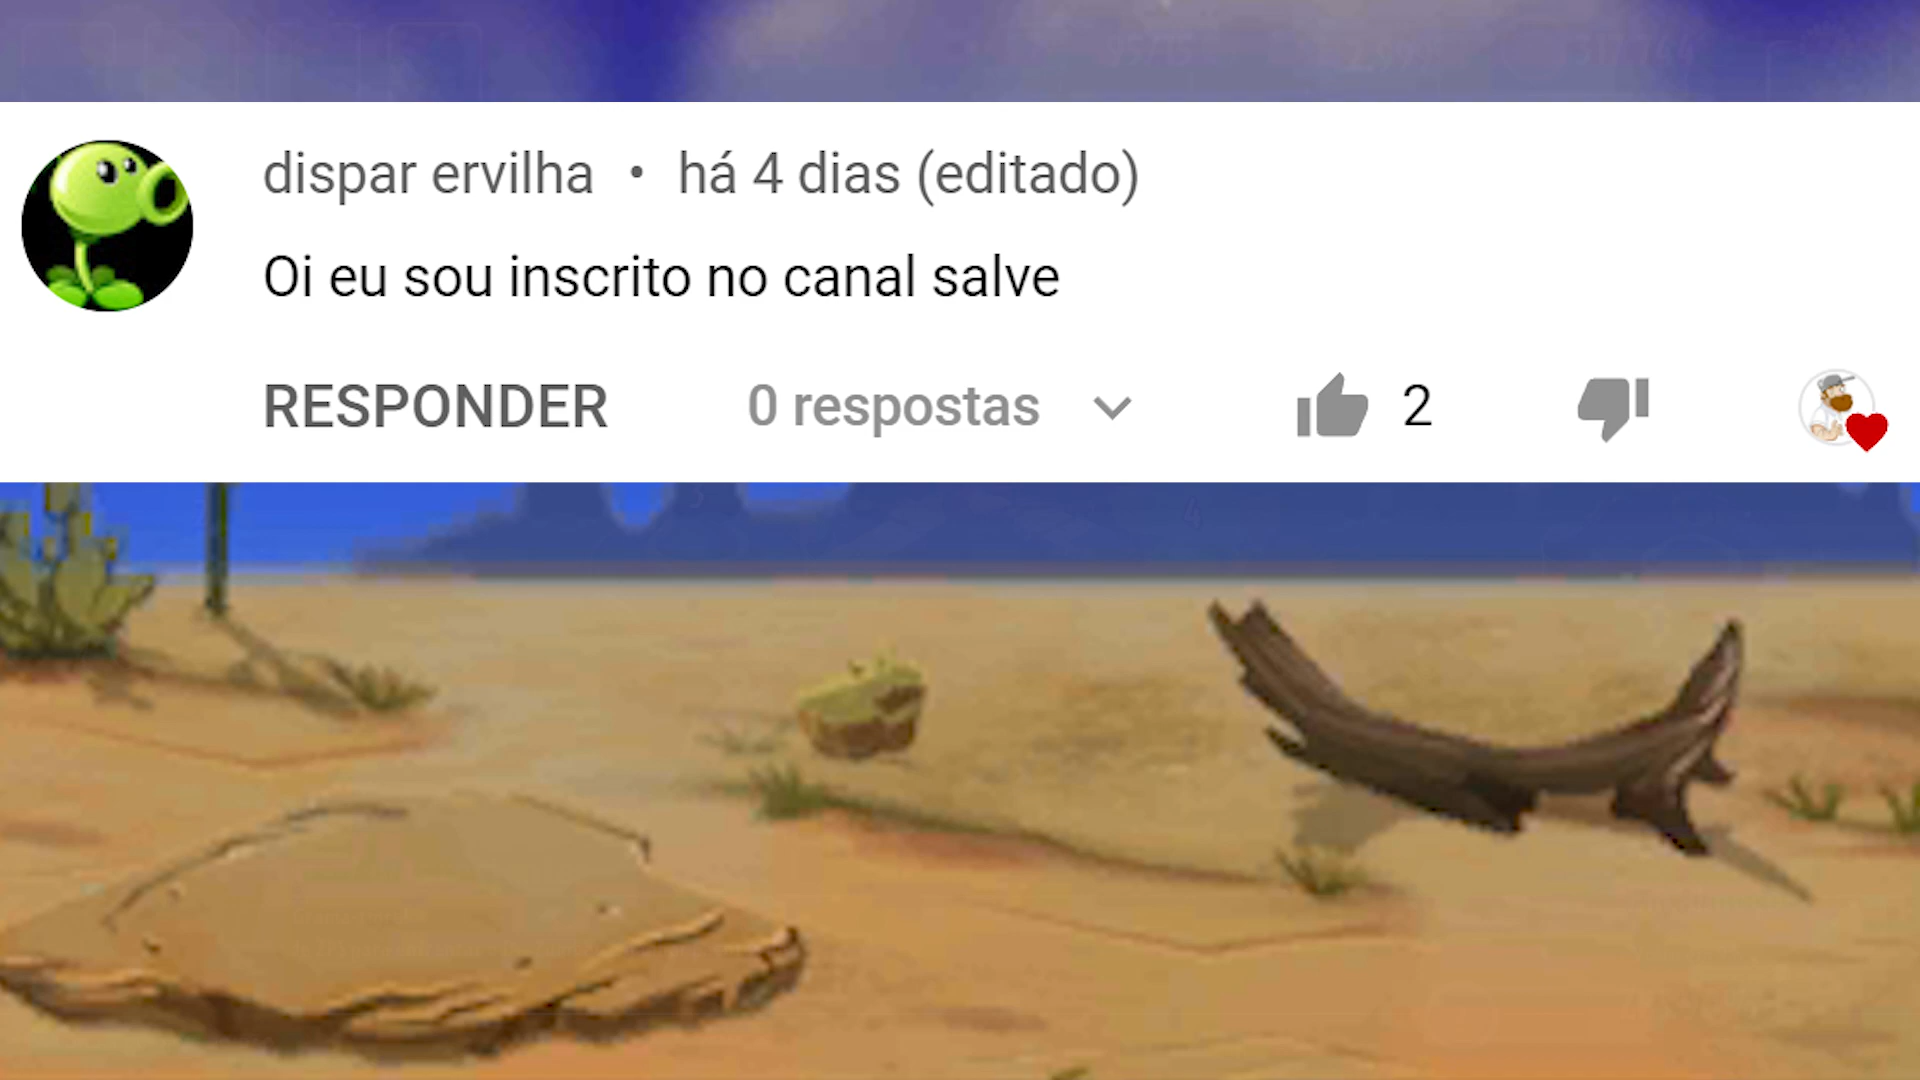 dispar ervilha • há 4 dias (editado)
Oi eu sou inscrito no canal salve
RESPONDER 0 respostas 2